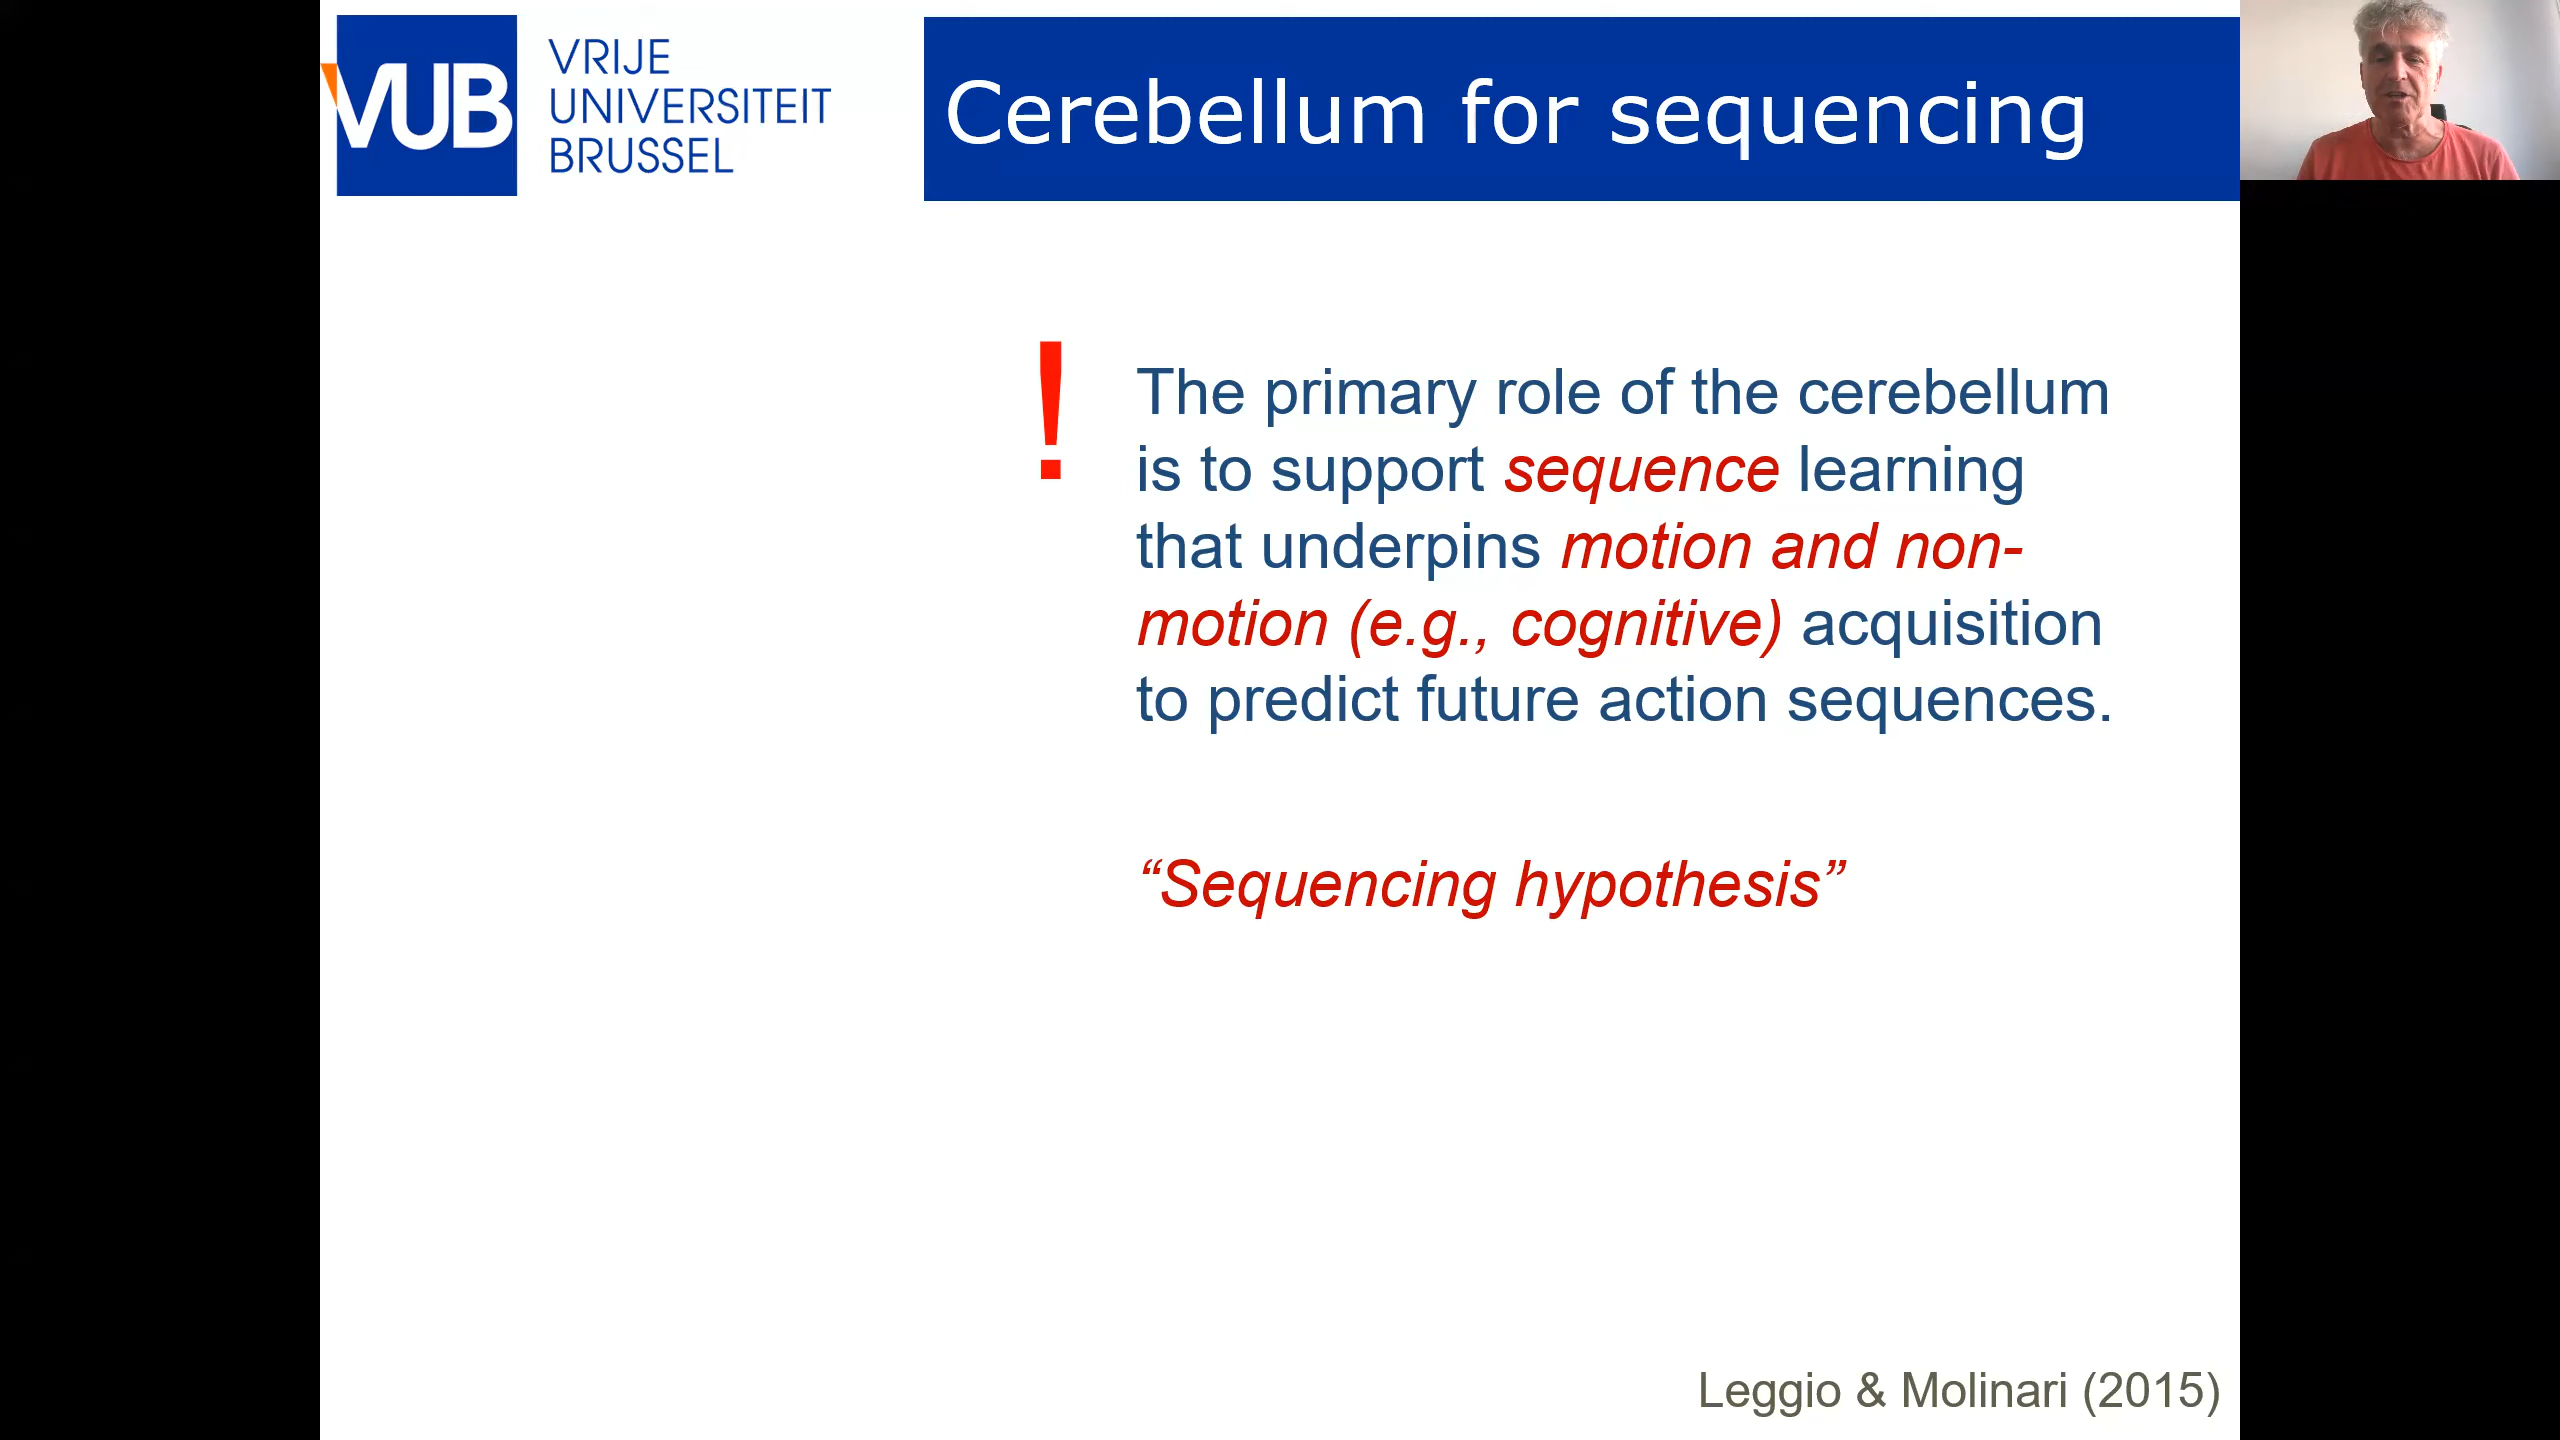 VUB
VRIJE
UNIVERSITEIT
BRUSSEL
Cerebellum for sequencing
!
The primary role of the cerebellum
is to support sequence learning
that underpins motion and non-
motion (e.g., cognitive) acquisition
to predict future action sequences.
“Sequencing hypothesis”
Leggio & Molinari (2015)